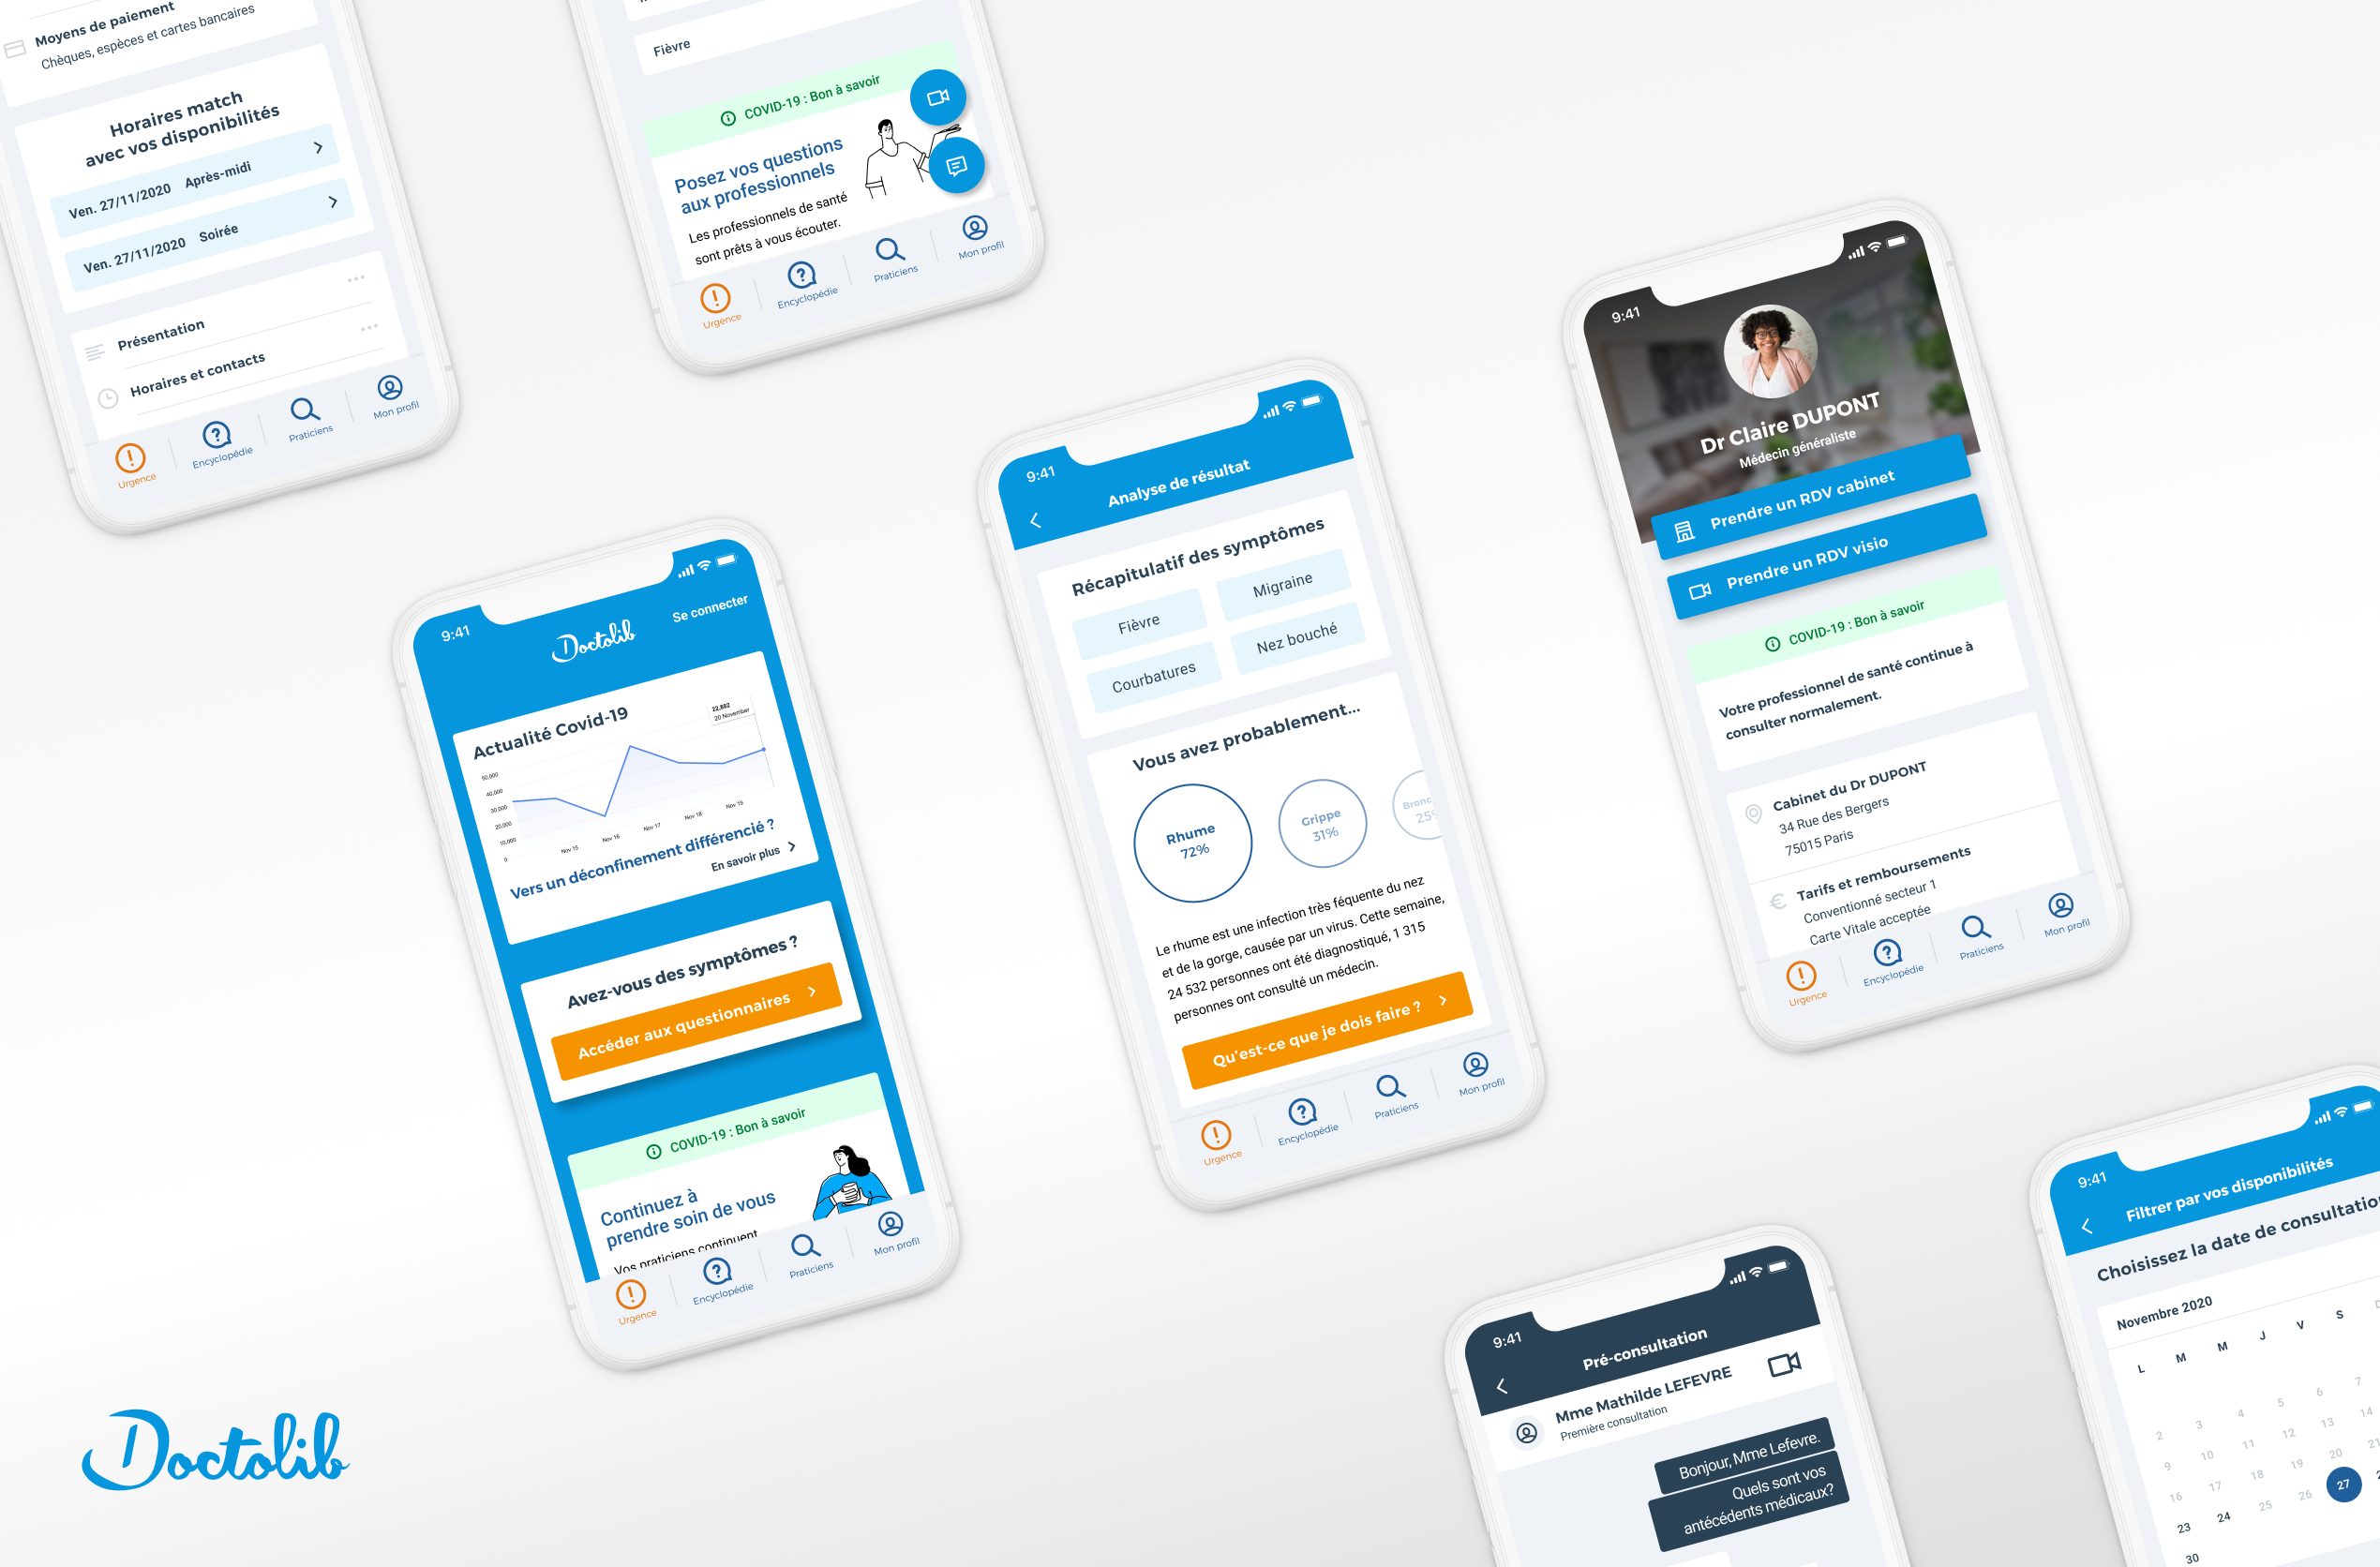 Moyens de paiement
Chèques, espèces et cartes bancaires
Horaires match
avec vos disponibilités
Ven. 27/11/2020 Après-midi
Ven. 27/11/2020 Soirée
Présentation
Horaires et contacts
Urgence
Encyclopédie
Praticiens
Mon profil
Fièvre
COVID-19 : Bon à savoir
Posez vos questions
aux professionnels
Les professionnels de santé
sont prêts à vous écouter.
Urgence
Encyclopédie
Praticiens
Mon profil
9:41
Doctolib
Se connecter
Actualité Covid-19
22,882
20 November
50,000
40,000
30,000
20,000
10,000
0
Nov 15
Nov 16
Nov 17
Nov 18
Nov 19
Vers un déconfinement différencié ?
En savoir plus
Avez-vous des symptômes ?
Accéder aux questionnaires
COVID-19 : Bon à savoir
Continuez à
prendre soin de vous
Vos praticiens continuent
Urgence
Encyclopédie
Praticiens
Mon profil
9:41
Analyse de résultat
Récapitulatif des symptômes
Fièvre
Migraine
Courbatures
Nez bouché
Vous avez probablement...
Rhume
72%
Grippe
31%
Bronc
25%
Le rhume est une infection très féquente du nez
et de la gorge, causée par un virus. Cette semaine,
24 532 personnes ont été diagnostiqué, 1 315
personnes ont consulté un médecin.
Qu'est-ce que je dois faire ?
Urgence
Encyclopédie
Praticiens
Mon profil
9:41
Dr Claire DUPONT
Médecin généraliste
Prendre un RDV cabinet
Prendre un RDV visio
COVID-19 : Bon à savoir
Votre professionnel de santé continue à
consulter normalement.
Cabinet du Dr DUPONT
34 Rue des Bergers
75015 Paris
Tarifs et remboursements
Conventionné secteur 1
Carte Vitale acceptée
Urgence
Encyclopédie
Praticiens
Mon profil
9:41
Pré-consultation
Mme Mathilde LEFEVRE
Première consultation
Bonjour, Mme Lefevre.
Quels sont vos
antécédents médicaux?
9:41
Filtrer par vos disponibilités
Choisissez la date de consultation
Novembre 2020
L M M J V S D
2 3 4 5 6 7
9 10 11 12 13 14
16 17 18 19 20 21
23 24 25 26 27
30
Doctolib